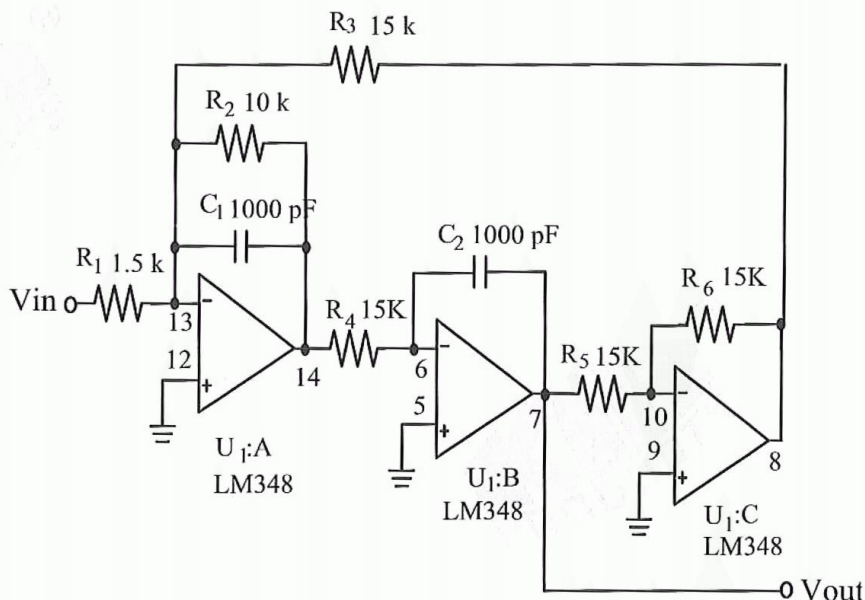 R3 15 k
R2 10 k
C1 1000 pF
C2 1000 pF
R1 1.5 k
R6 15K
Vin
13
R4 15K
R5 15K
12
14
6
5
7
10
9
8
U1:A
LM348
U1:B
LM348
U1:C
LM348
Vout